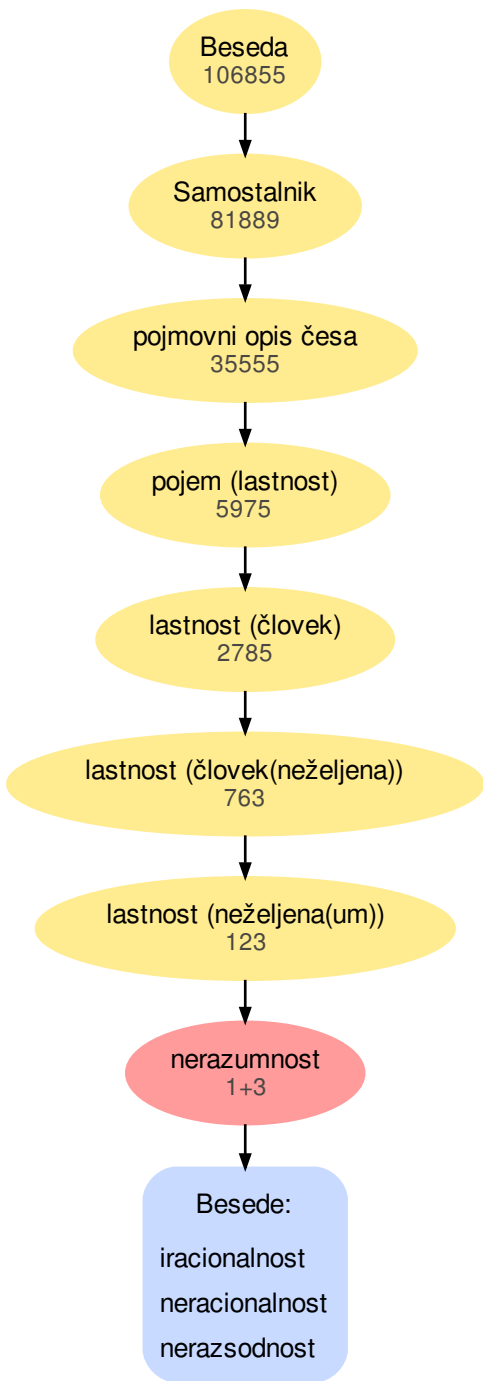 Beseda
106855
Samostalnik
81889
pojmovni opis česa
35555
pojem (lastnost)
5975
lastnost (človek)
2785
lastnost (človek(neželjena))
763
lastnost (neželjena(um))
123
nerazumnost
1+3
Besede:
iracionalnost
neracionalnost
nerazsodnost